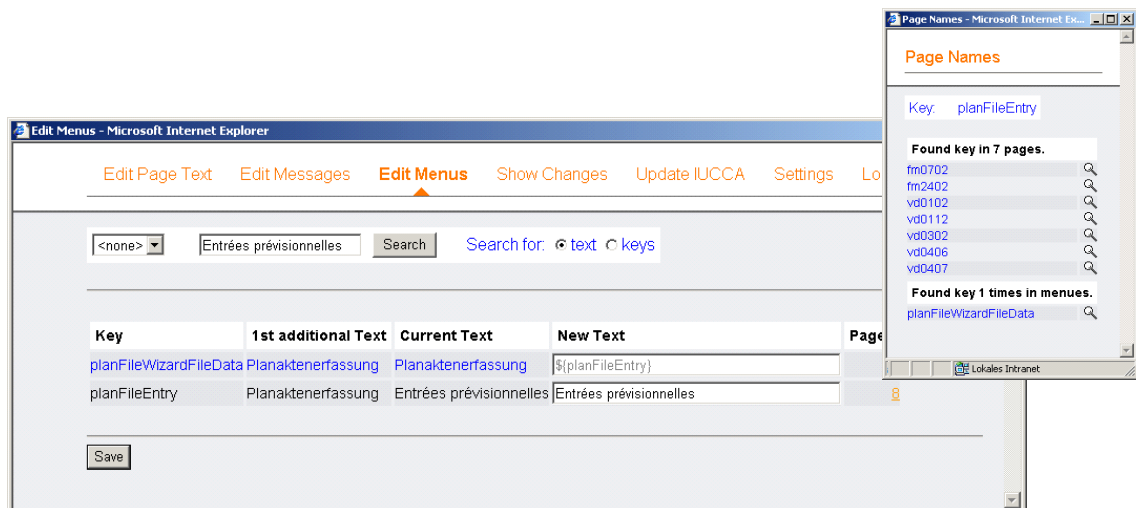 Page Names - Microsoft Internet Ex...
Page Names
Key: planFileEntry
Found key in 7 pages.
fm0702
fm2402
vd0102
vd0112
vd0302
vd0406
vd0407
Found key 1 times in menues.
planFileWizardFileData
Lokales Intranet
Edit Menus - Microsoft Internet Explorer
Edit Page Text Edit Messages Edit Menus Show Changes Update IUCCA Settings Lo
<none> Entrées prévisionnelles Search Search for: text keys
Key 1st additional Text Current Text New Text Page
planFileWizardFileData Planaktenerfassung Planaktenerfassung ${planFileEntry}
planFileEntry Planaktenerfassung Entrées prévisionnelles Entrées prévisionnelles 8
Save